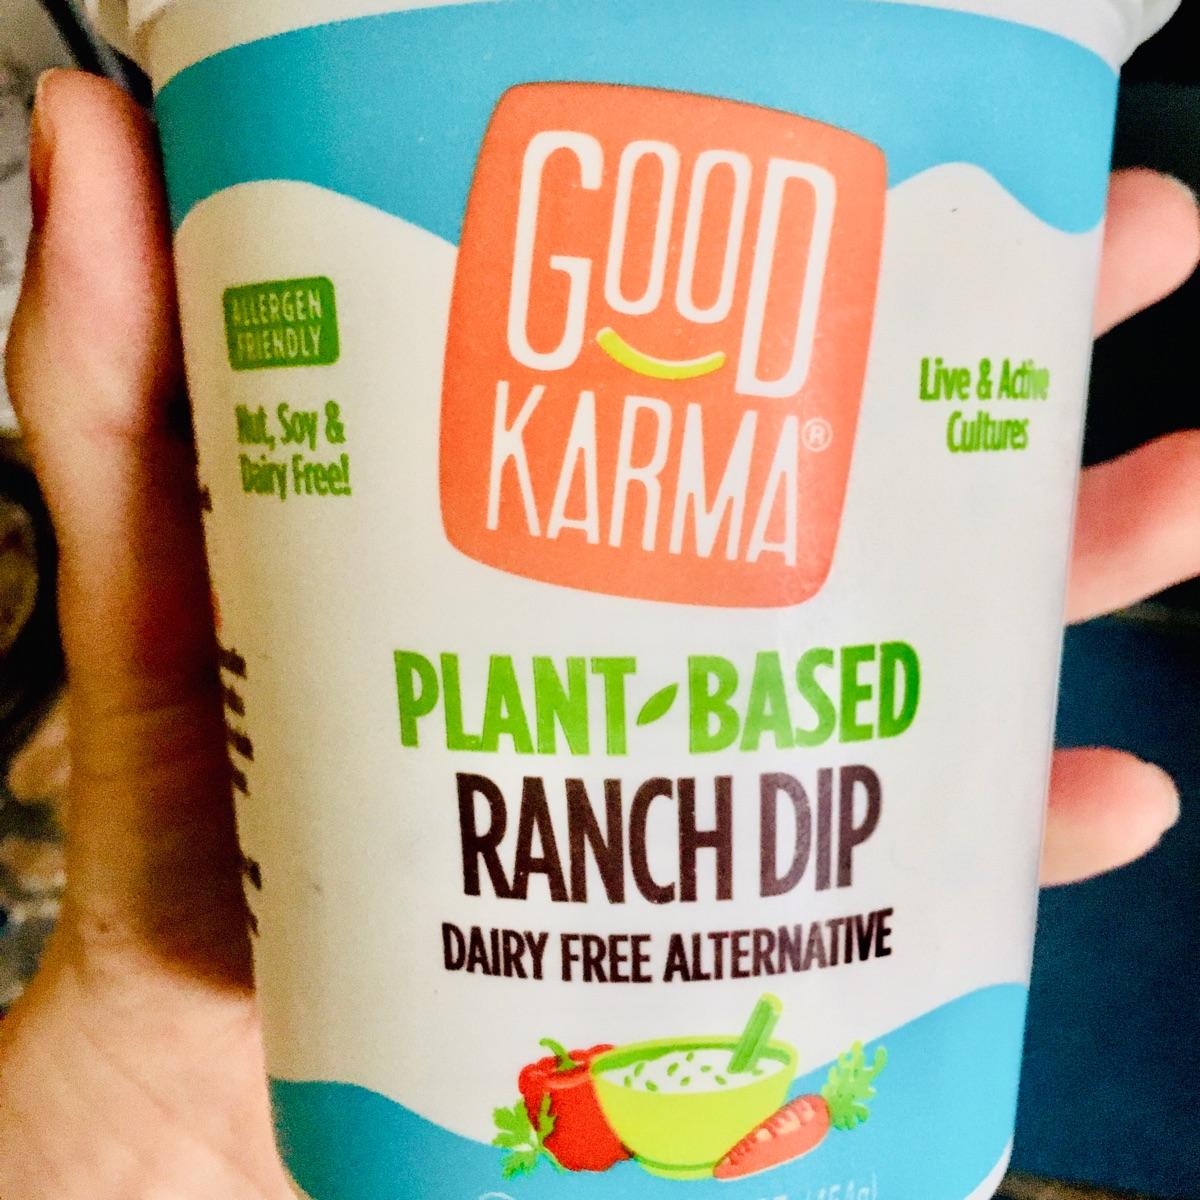 GOOD
KARMA®
ALLERGEN
FRIENDLY
Nut, Soy &
Dairy Free!
Live & Active
Cultures
PLANT-BASED
RANCH DIP
DAIRY FREE ALTERNATIVE